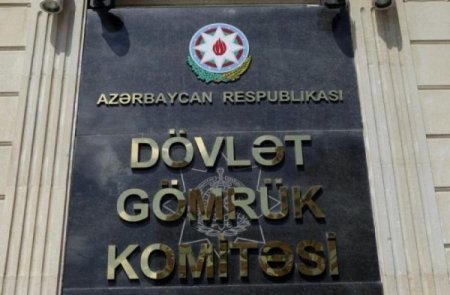 AZƏRBAYCAN RESPUBLİKASI
DÖVLƏT
GÖMRÜK
KOMİTƏSİ